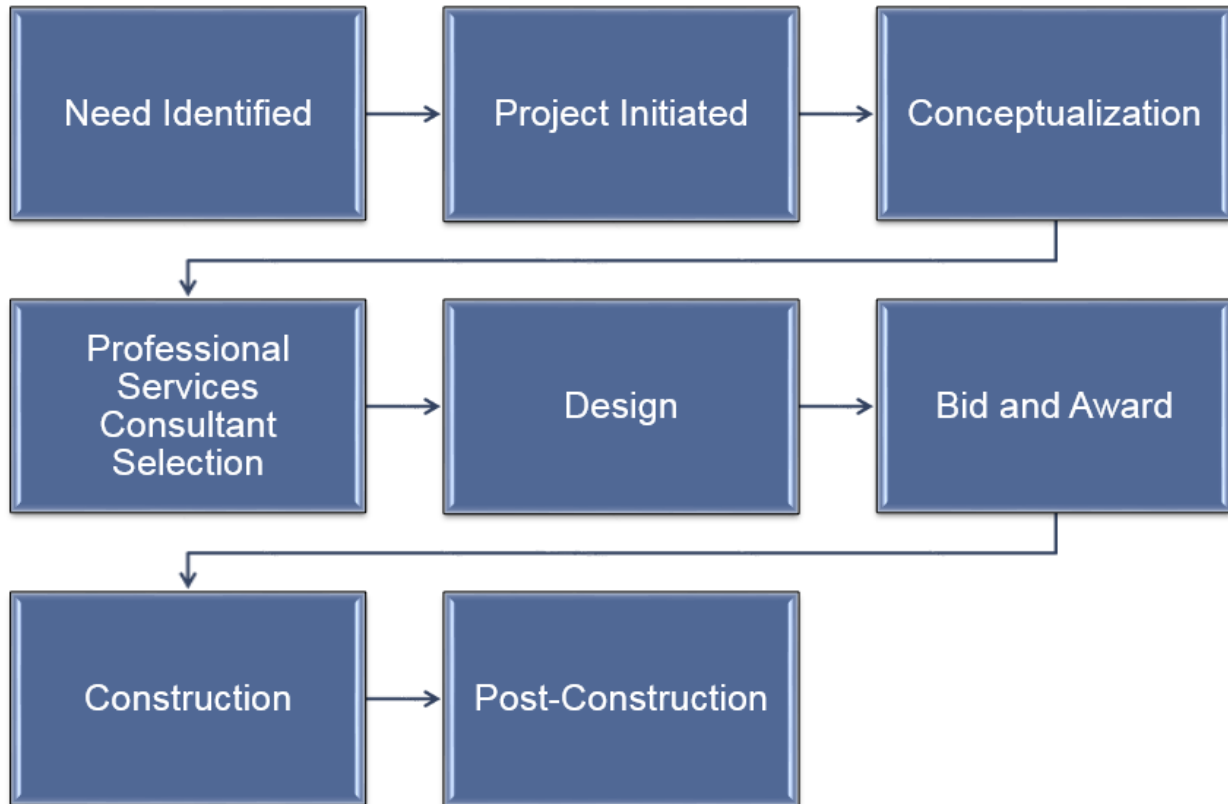 Need Identified
Project Initiated
Conceptualization
Professional
Services
Consultant
Selection
Design
Bid and Award
Construction
Post-Construction